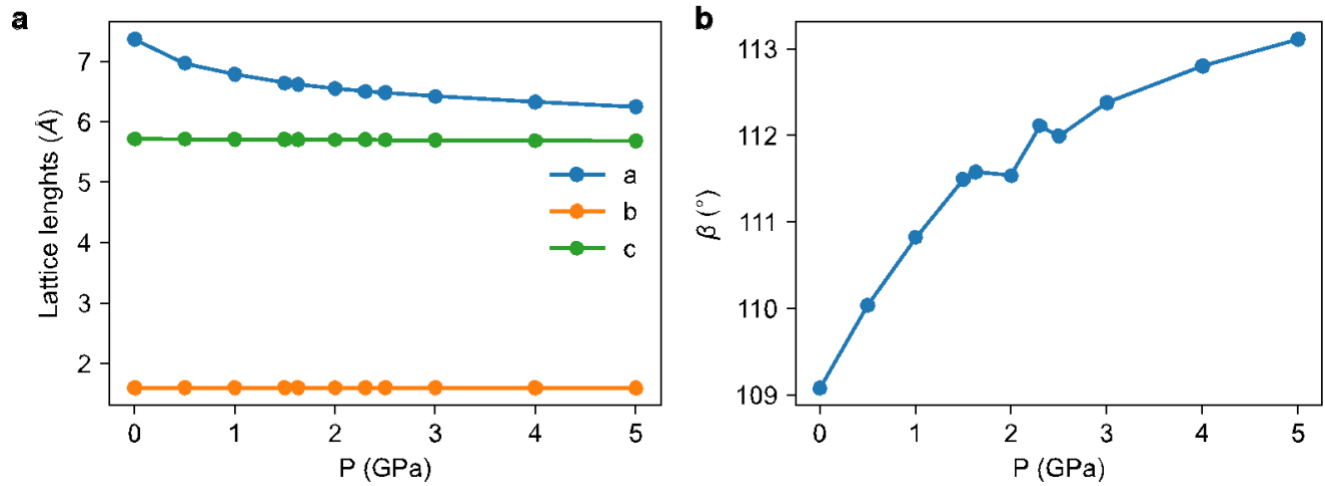 a
7
6
5
4
3
2
Lattice lenghts (Å)
a
b
c
0 1 2 3 4 5
P (GPa)
b
113
112
111
110
109
β (°)
0 1 2 3 4 5
P (GPa)